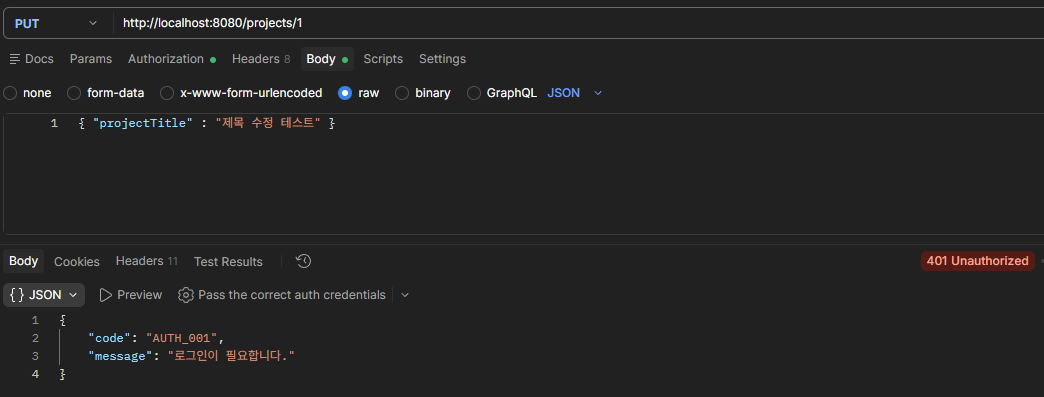 PUT http://localhost:8080/projects/1
Docs Params Authorization Headers 8 Body Scripts Settings
none form-data x-www-form-urlencoded raw binary GraphQL JSON
1 { "projectTitle" : "제목 수정 테스트" }
Body Cookies Headers 11 Test Results 401 Unauthorized
{} JSON Preview Pass the correct auth credentials
1 {
2 "code": "AUTH_001",
3 "message": "로그인이 필요합니다."
4 }